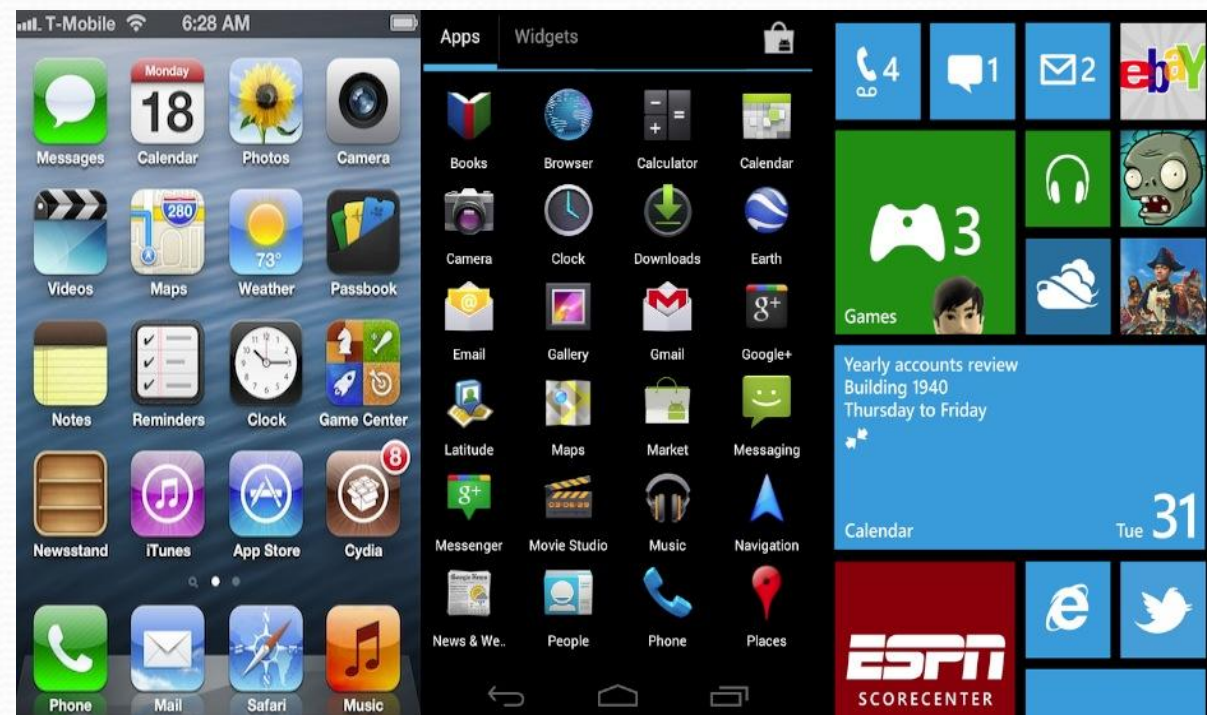 T-Mobile 6:28 AM
Monday
18
Messages Calendar Photos Camera
280
73°
Videos Maps Weather Passbook
12
Notes Reminders Clock Game Center
8
Newsstand iTunes App Store Cydia
Phone Mail Safari Music
Apps Widgets
Books Browser Calculator Calendar
Camera Clock Downloads Earth
g+
Email Gallery Gmail Google+
Latitude Maps Market Messaging
g+
Messenger Movie Studio Music Navigation
News & We.. People Phone Places
4 1 2 ebay
3
Games
Yearly accounts review
Building 1940
Thursday to Friday
Calendar Tue 31
ESPN
SCORECENTER